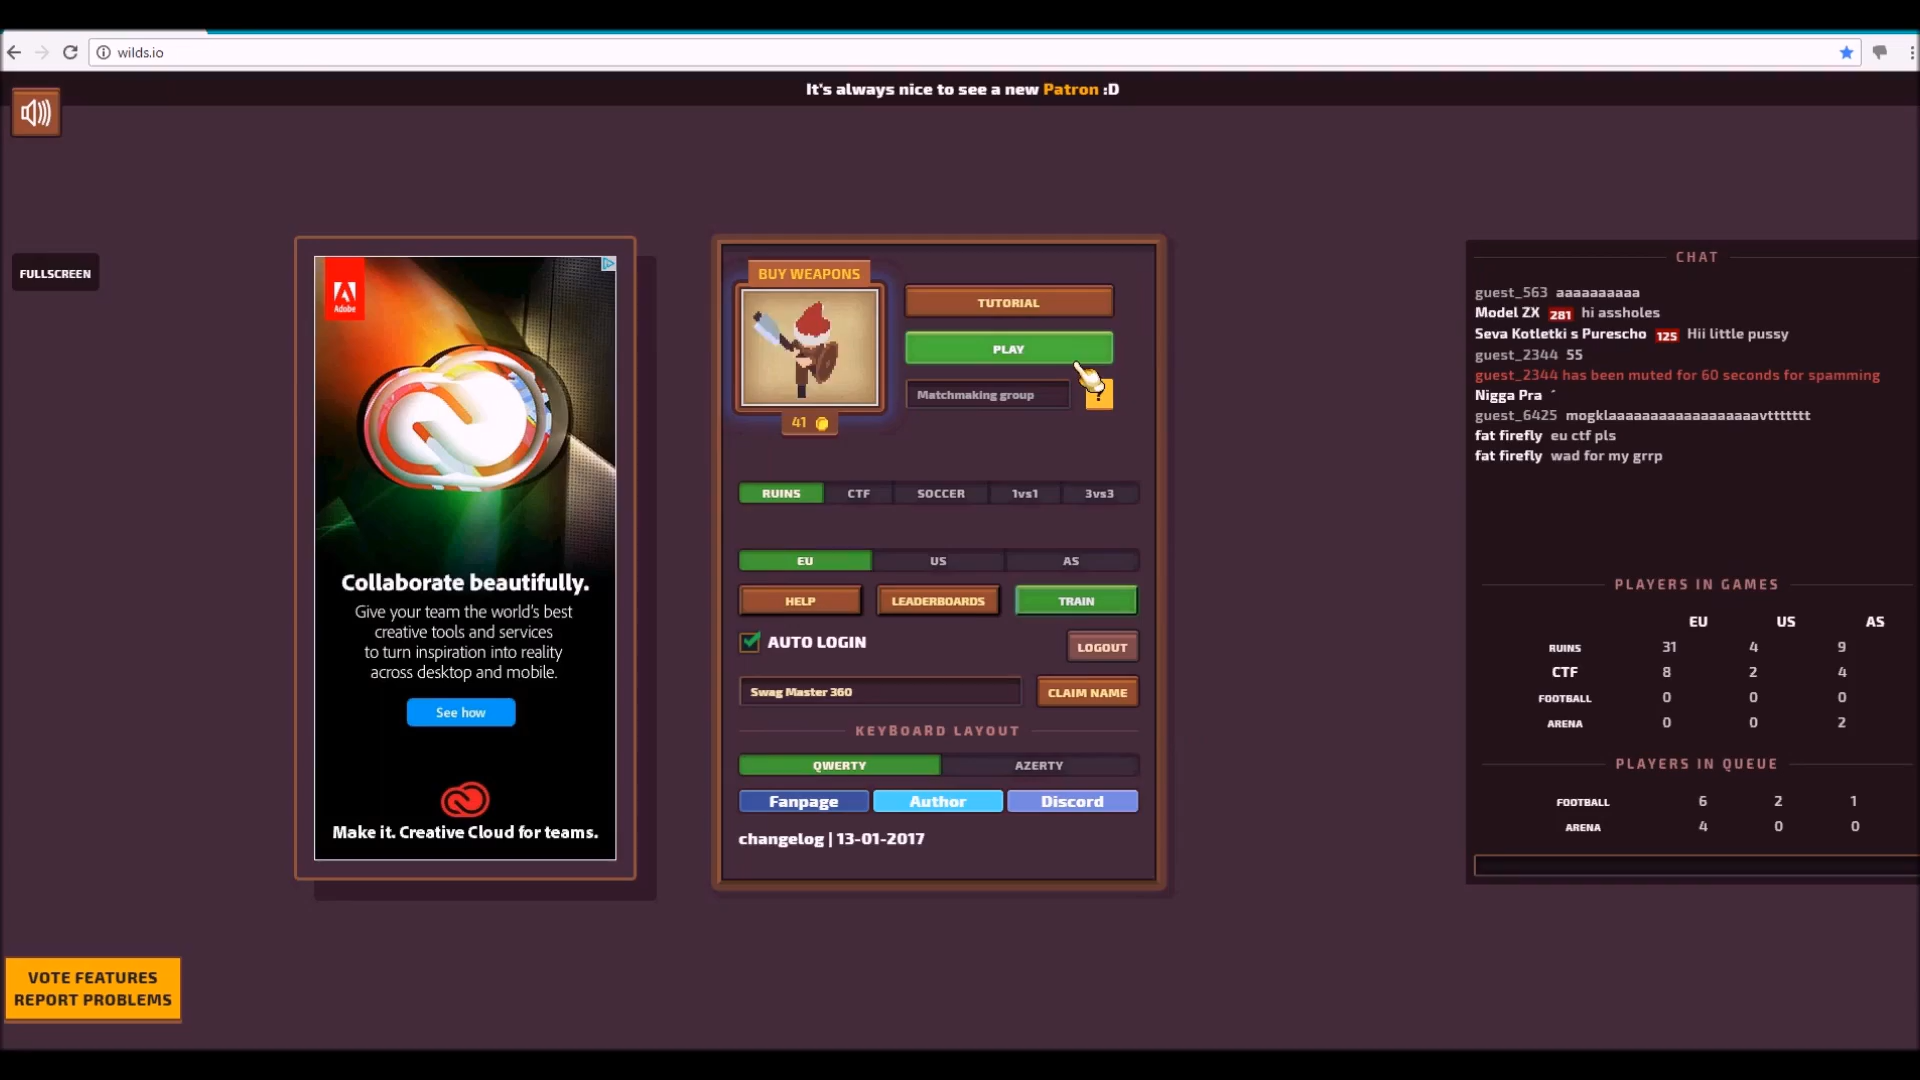 wilds.io
It's always nice to see a new Patron :D
FULLSCREEN
Adobe
Collaborate beautifully.
Give your team the world's best
creative tools and services
to turn inspiration into reality
across desktop and mobile.
See how
Make it. Creative Cloud for teams.
VOTE FEATURES
REPORT PROBLEMS
BUY WEAPONS
41
TUTORIAL
PLAY
Matchmaking group
?
RUINS CTF SOCCER 1vs1 3vs3
EU US AS
HELP LEADERBOARDS TRAIN
AUTO LOGIN LOGOUT
Swag Master 360 CLAIM NAME
KEYBOARD LAYOUT
QWERTY AZERTY
Fanpage Author Discord
changelog | 13-01-2017
CHAT
guest_563 aaaaaaaaaa
Model ZX 281 hi assholes
Seva Kotletki s Purescho 125 Hii little pussy
guest_2344 55
guest_2344 has been muted for 60 seconds for spamming
Nigga Pra ˆ
guest_6425 mogklaaaaaaaaaaaaaaaaaavttttttt
fat firefly eu ctf pls
fat firefly wad for my grrp
PLAYERS IN GAMES
EU US AS
RUINS 31 4 9
CTF 8 2 4
FOOTBALL 0 0 0
ARENA 0 0 2
PLAYERS IN QUEUE
FOOTBALL 6 2 1
ARENA 4 0 0